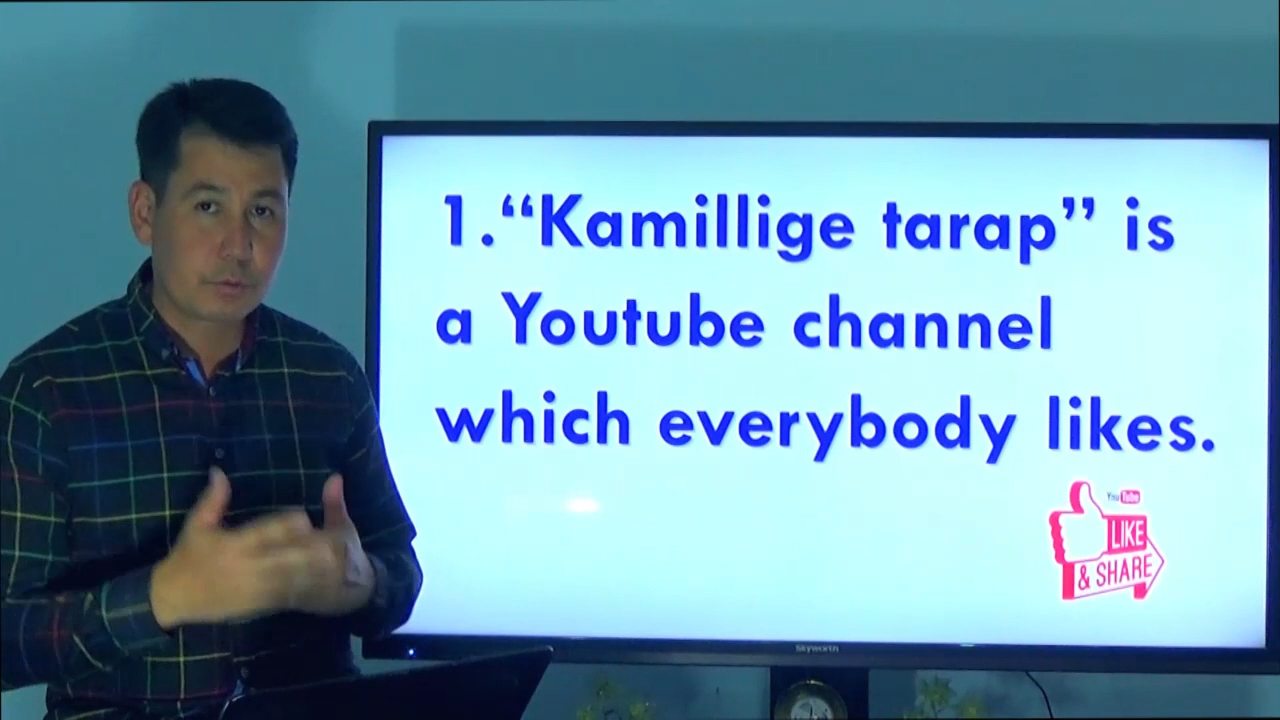 1.“Kamillige tarap” is
a Youtube channel
which everybody likes.
YouTube
LIKE
& SHARE
Skyworth